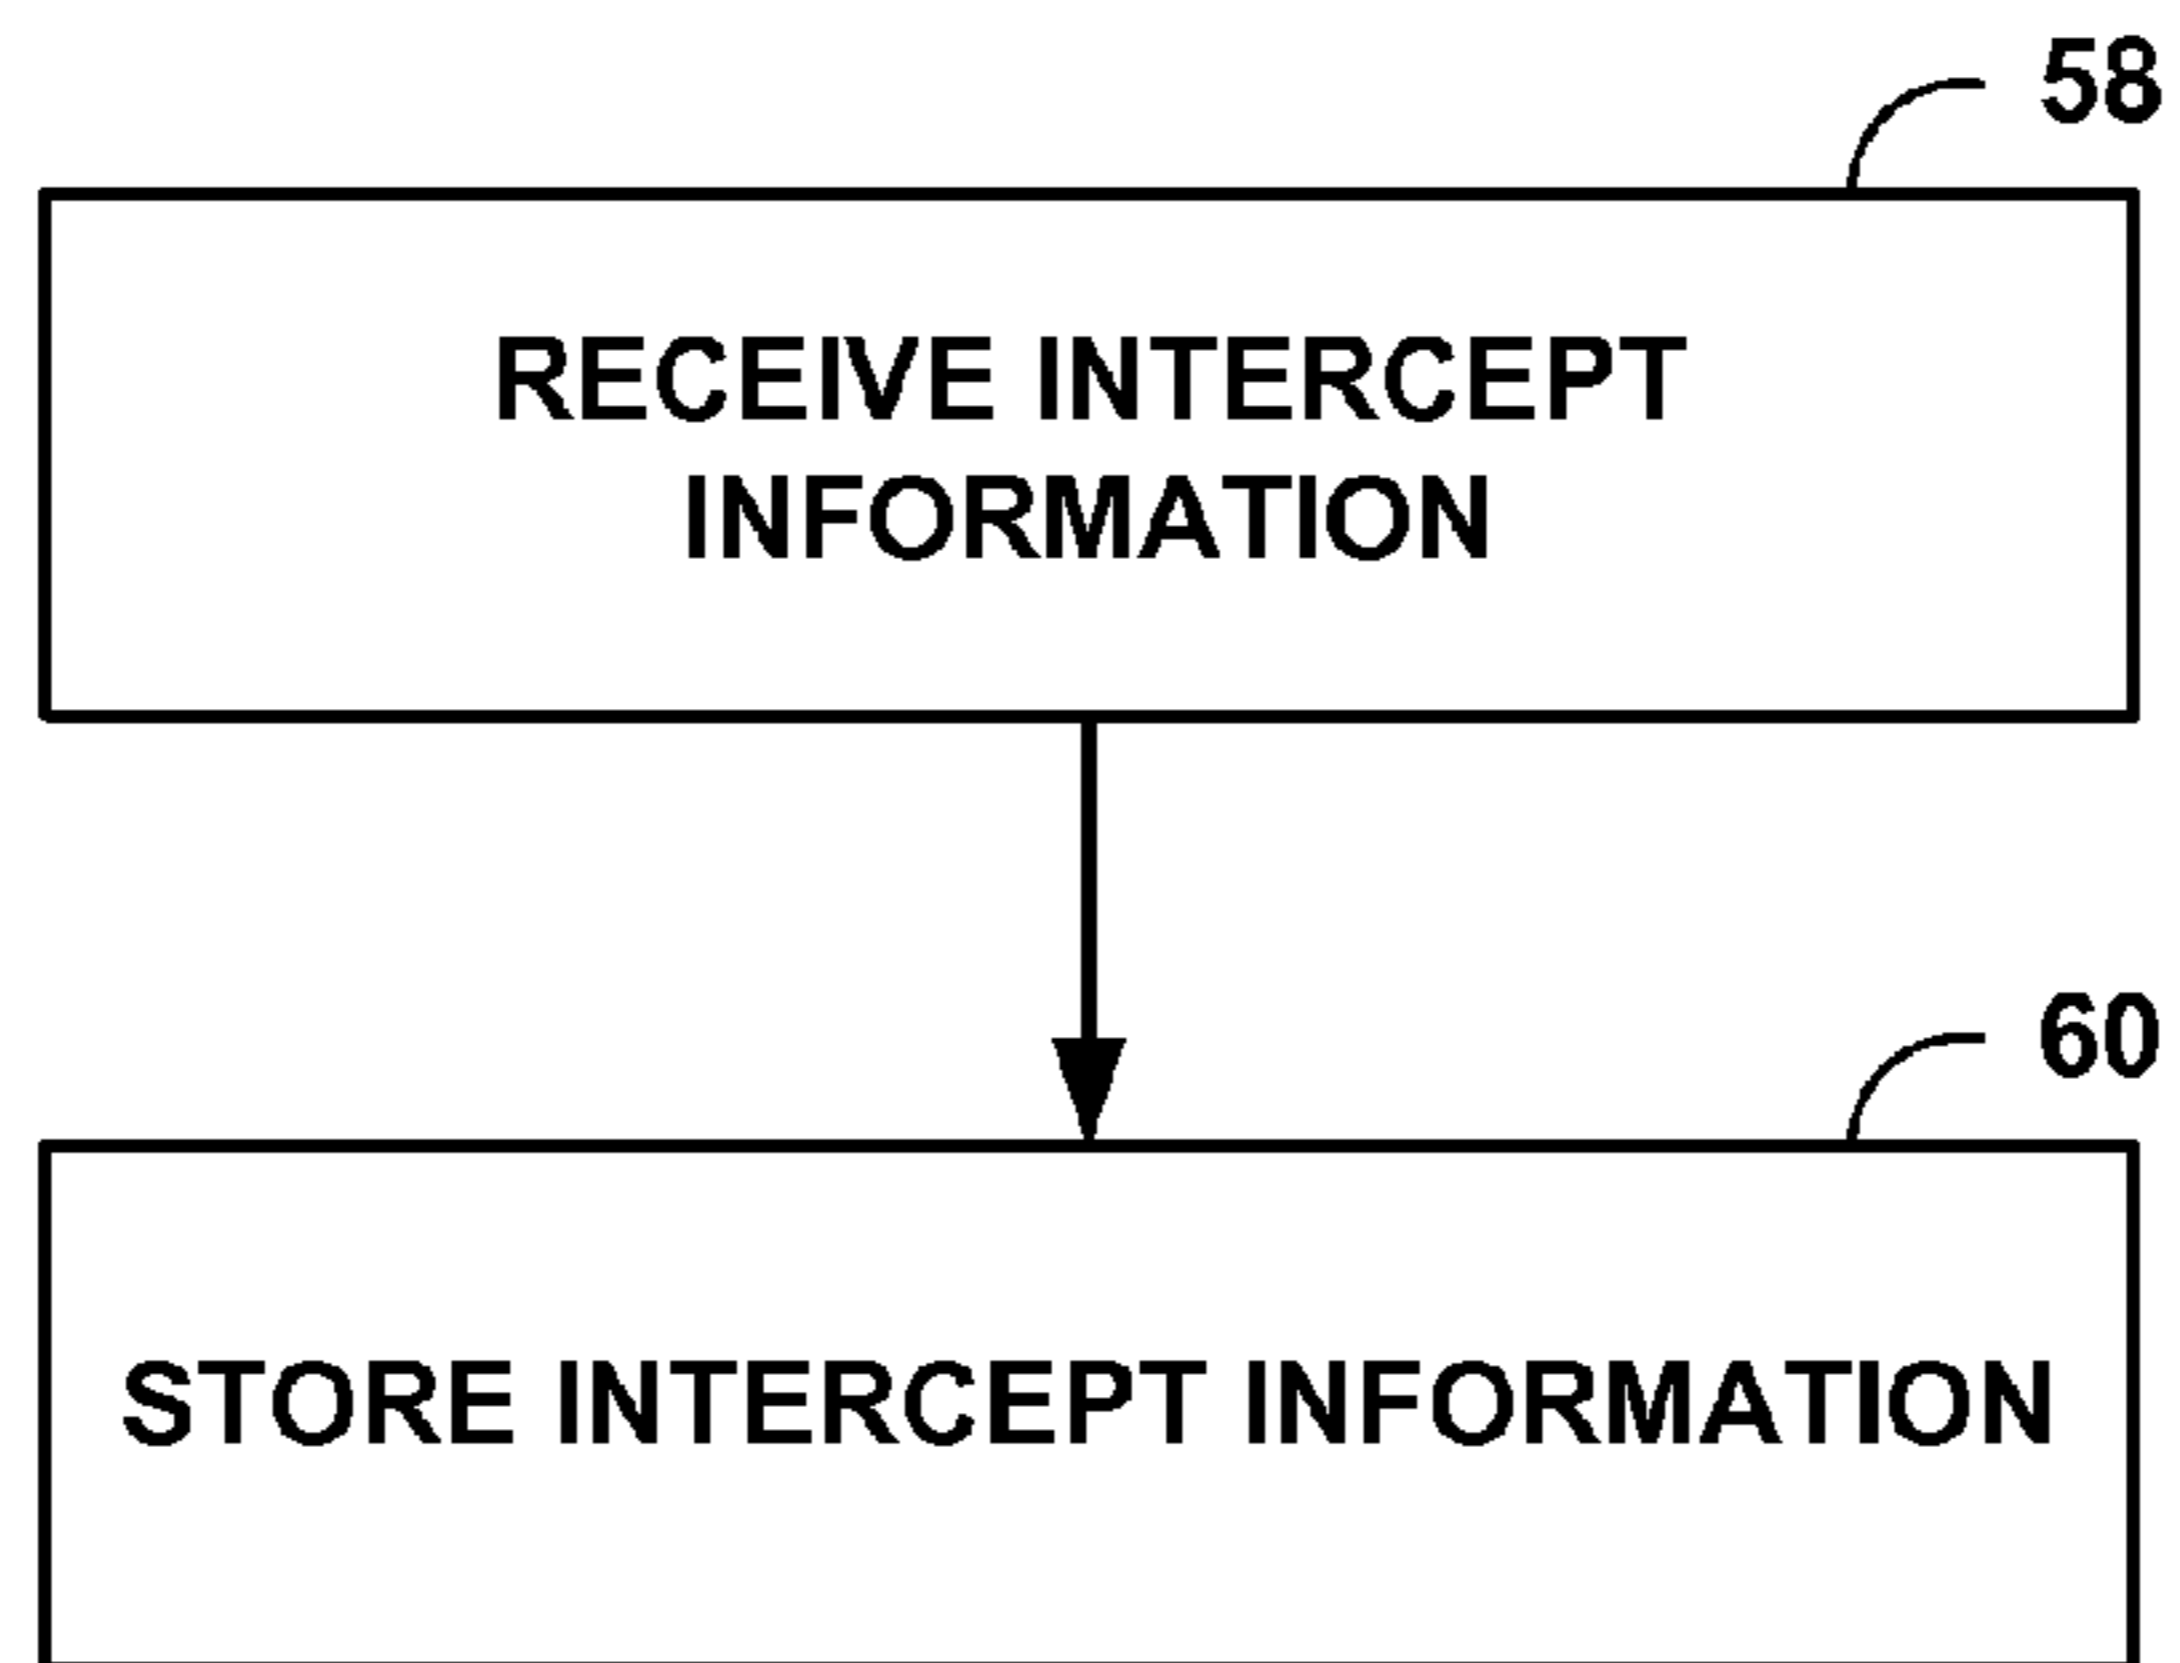 58
RECEIVE INTERCEPT
INFORMATION
60
STORE INTERCEPT INFORMATION